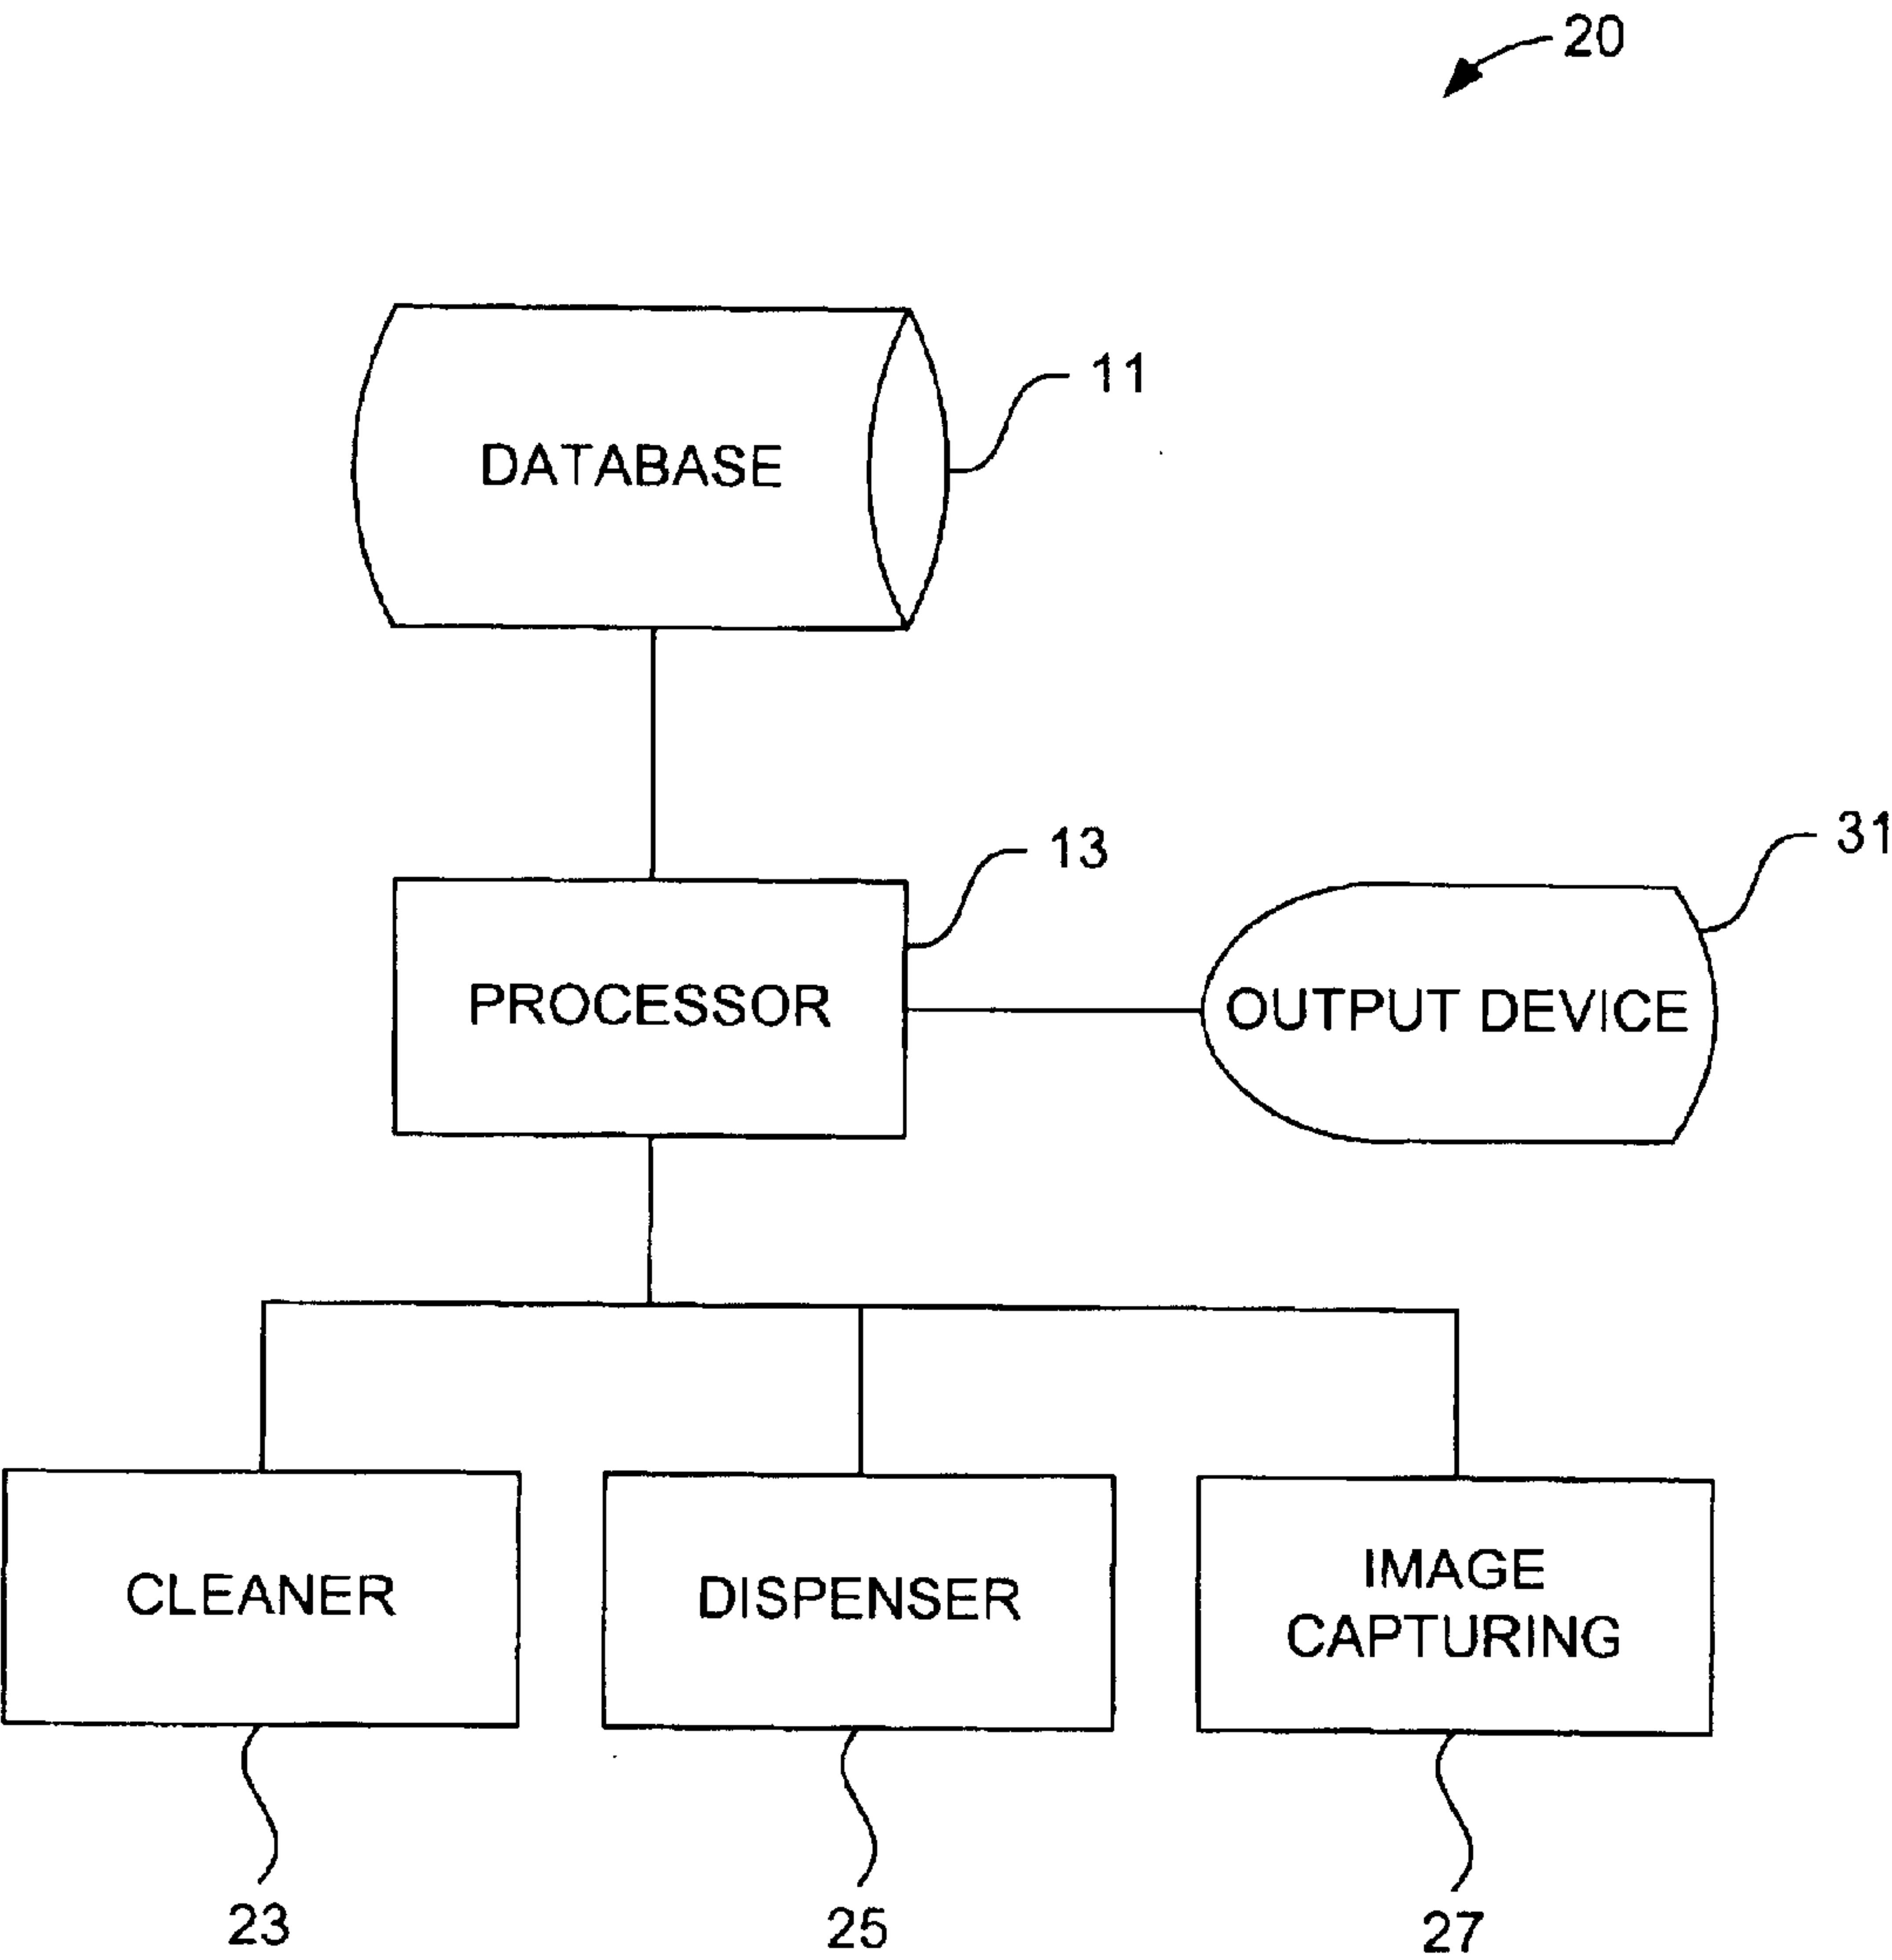 20
DATABASE
11
PROCESSOR
13
OUTPUT DEVICE
31
CLEANER
DISPENSER
IMAGE
CAPTURING
23
25
27